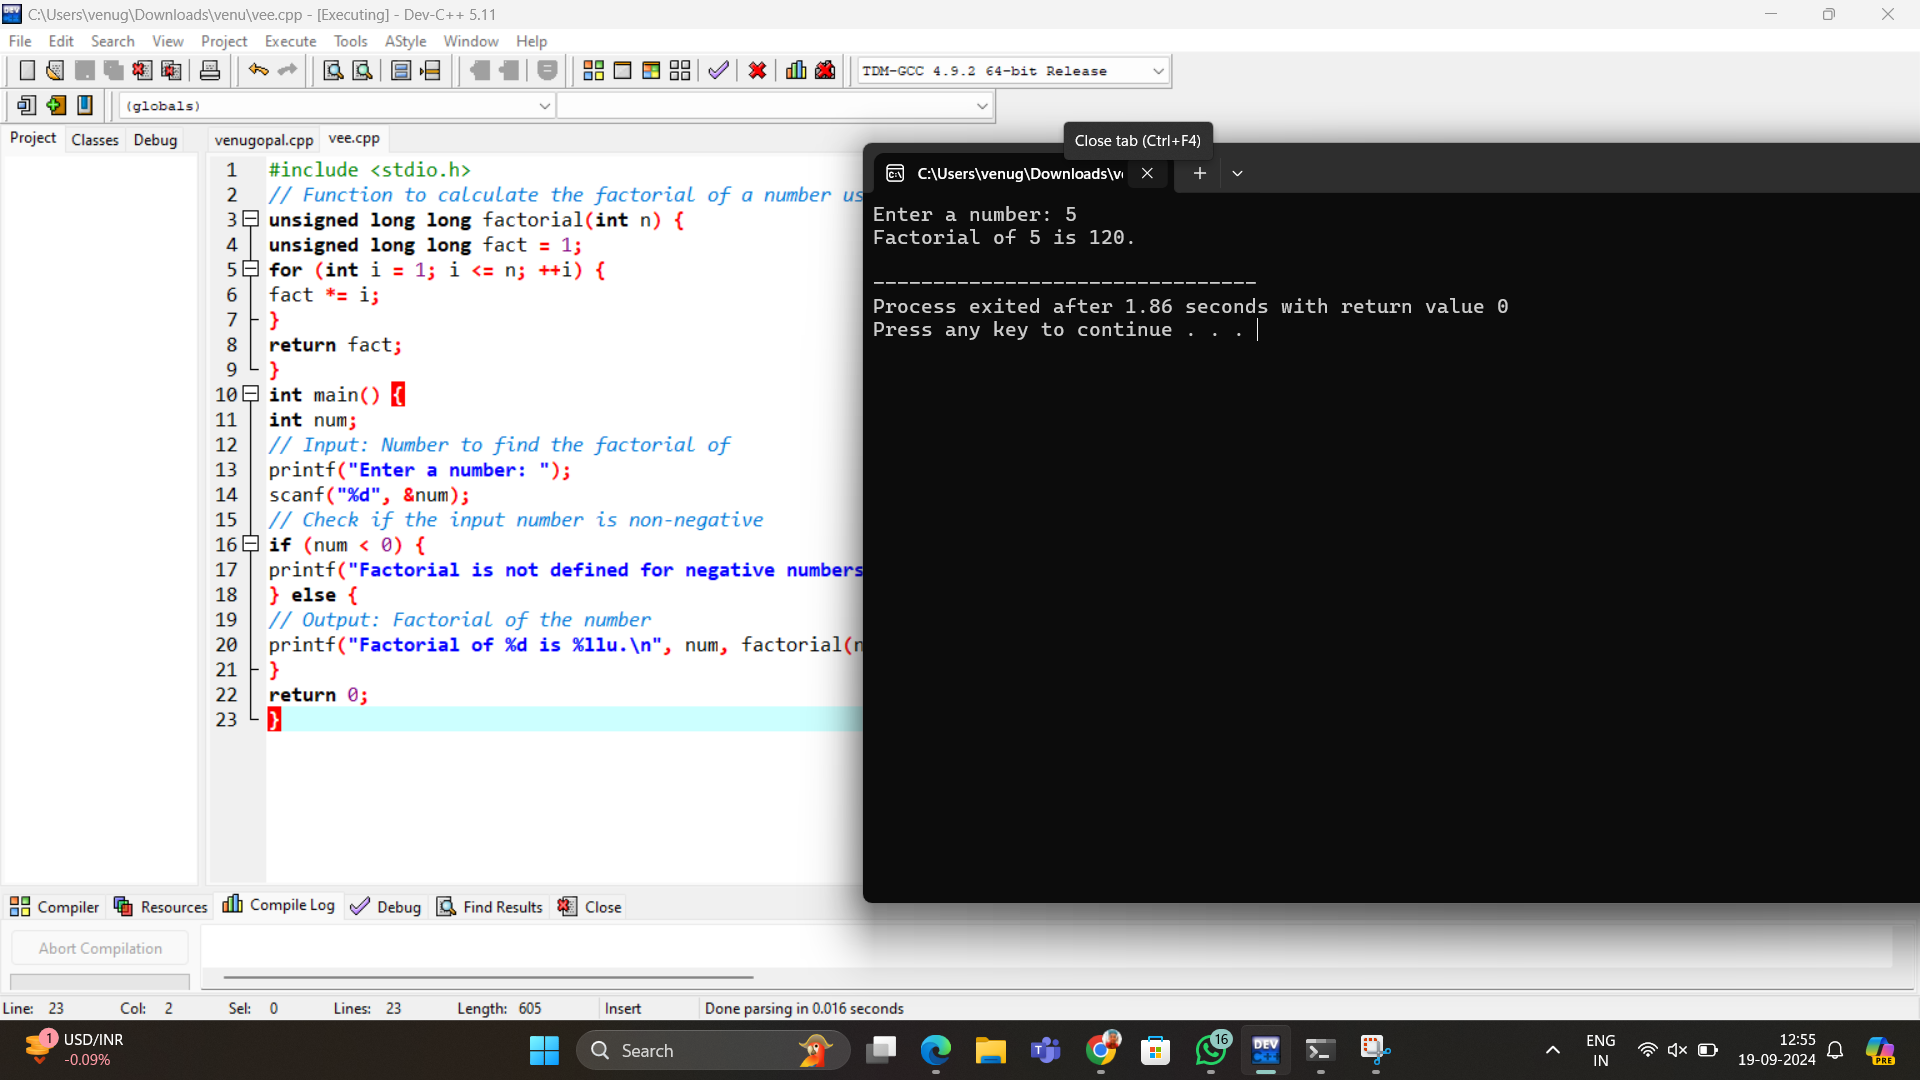 C:\Users\venug\Downloads\venu\vee.cpp - [Executing] - Dev-C++ 5.11
File Edit Search View Project Execute Tools AStyle Window Help
TDM-GCC 4.9.2 64-bit Release
(globals)
Project Classes Debug venugopal.cpp vee.cpp
Close tab (Ctrl+F4)
C:\Users\venug\Downloads\v
1 #include <stdio.h>
2 // Function to calculate the factorial of a number us
3 unsigned long long factorial(int n) {
4 unsigned long long fact = 1;
5 for (int i = 1; i <= n; ++i) {
6 fact *= i;
7 }
8 return fact;
9 }
10 int main() {
11 int num;
12 // Input: Number to find the factorial of
13 printf("Enter a number: ");
14 scanf("%d", &num);
15 // Check if the input number is non-negative
16 if (num < 0) {
17 printf("Factorial is not defined for negative numbers
18 } else {
19 // Output: Factorial of the number
20 printf("Factorial of %d is %llu.\n", num, factorial(n
21 }
22 return 0;
23 }
Enter a number: 5
Factorial of 5 is 120.
--------------------------------
Process exited after 1.86 seconds with return value 0
Press any key to continue . . .
Compiler Resources Compile Log Debug Find Results Close
Abort Compilation
Line: 23 Col: 2 Sel: 0 Lines: 23 Length: 605 Insert Done parsing in 0.016 seconds
1
USD/INR
-0.09%
Search
16
DEV
C++
ENG
IN
12:55
19-09-2024
PRE